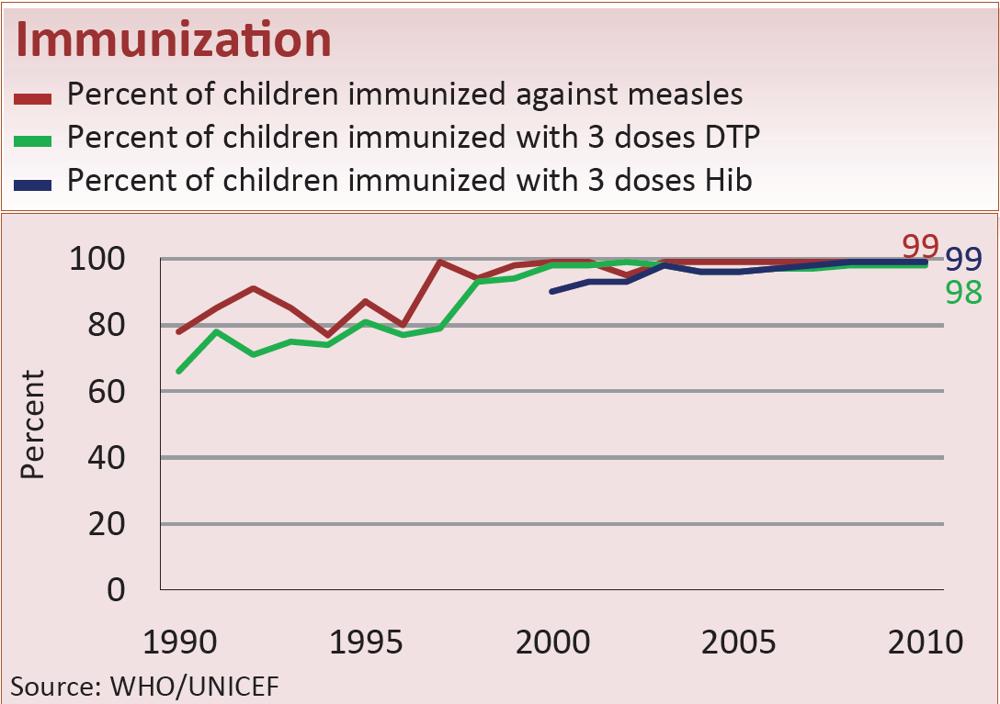 Immunization
Percent of children immunized against measles
Percent of children immunized with 3 doses DTP
Percent of children immunized with 3 doses Hib
99
100
99
98
80
60
40
20
0
Percent
1990 1995 2000 2005 2010
Source: WHO/UNICEF